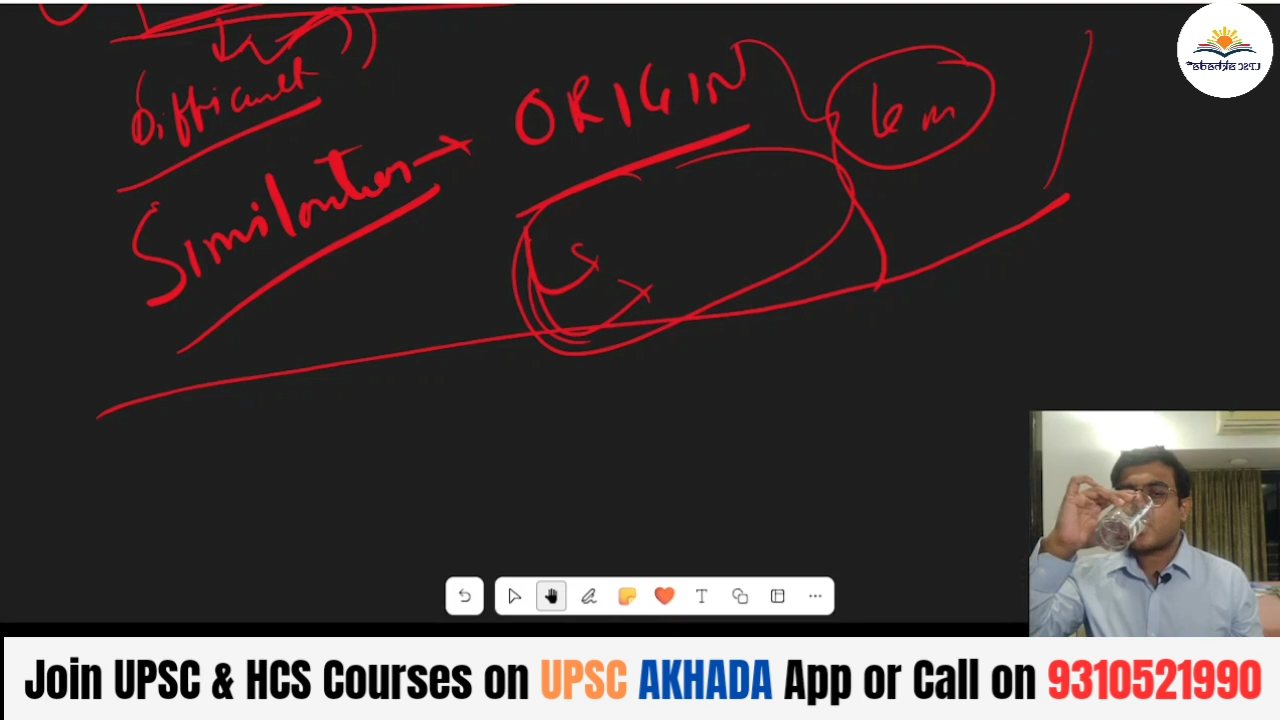 Difficult
Similarities → ORIGIN
Join UPSC & HCS Courses on UPSC AKHADA App or Call on 9310521990